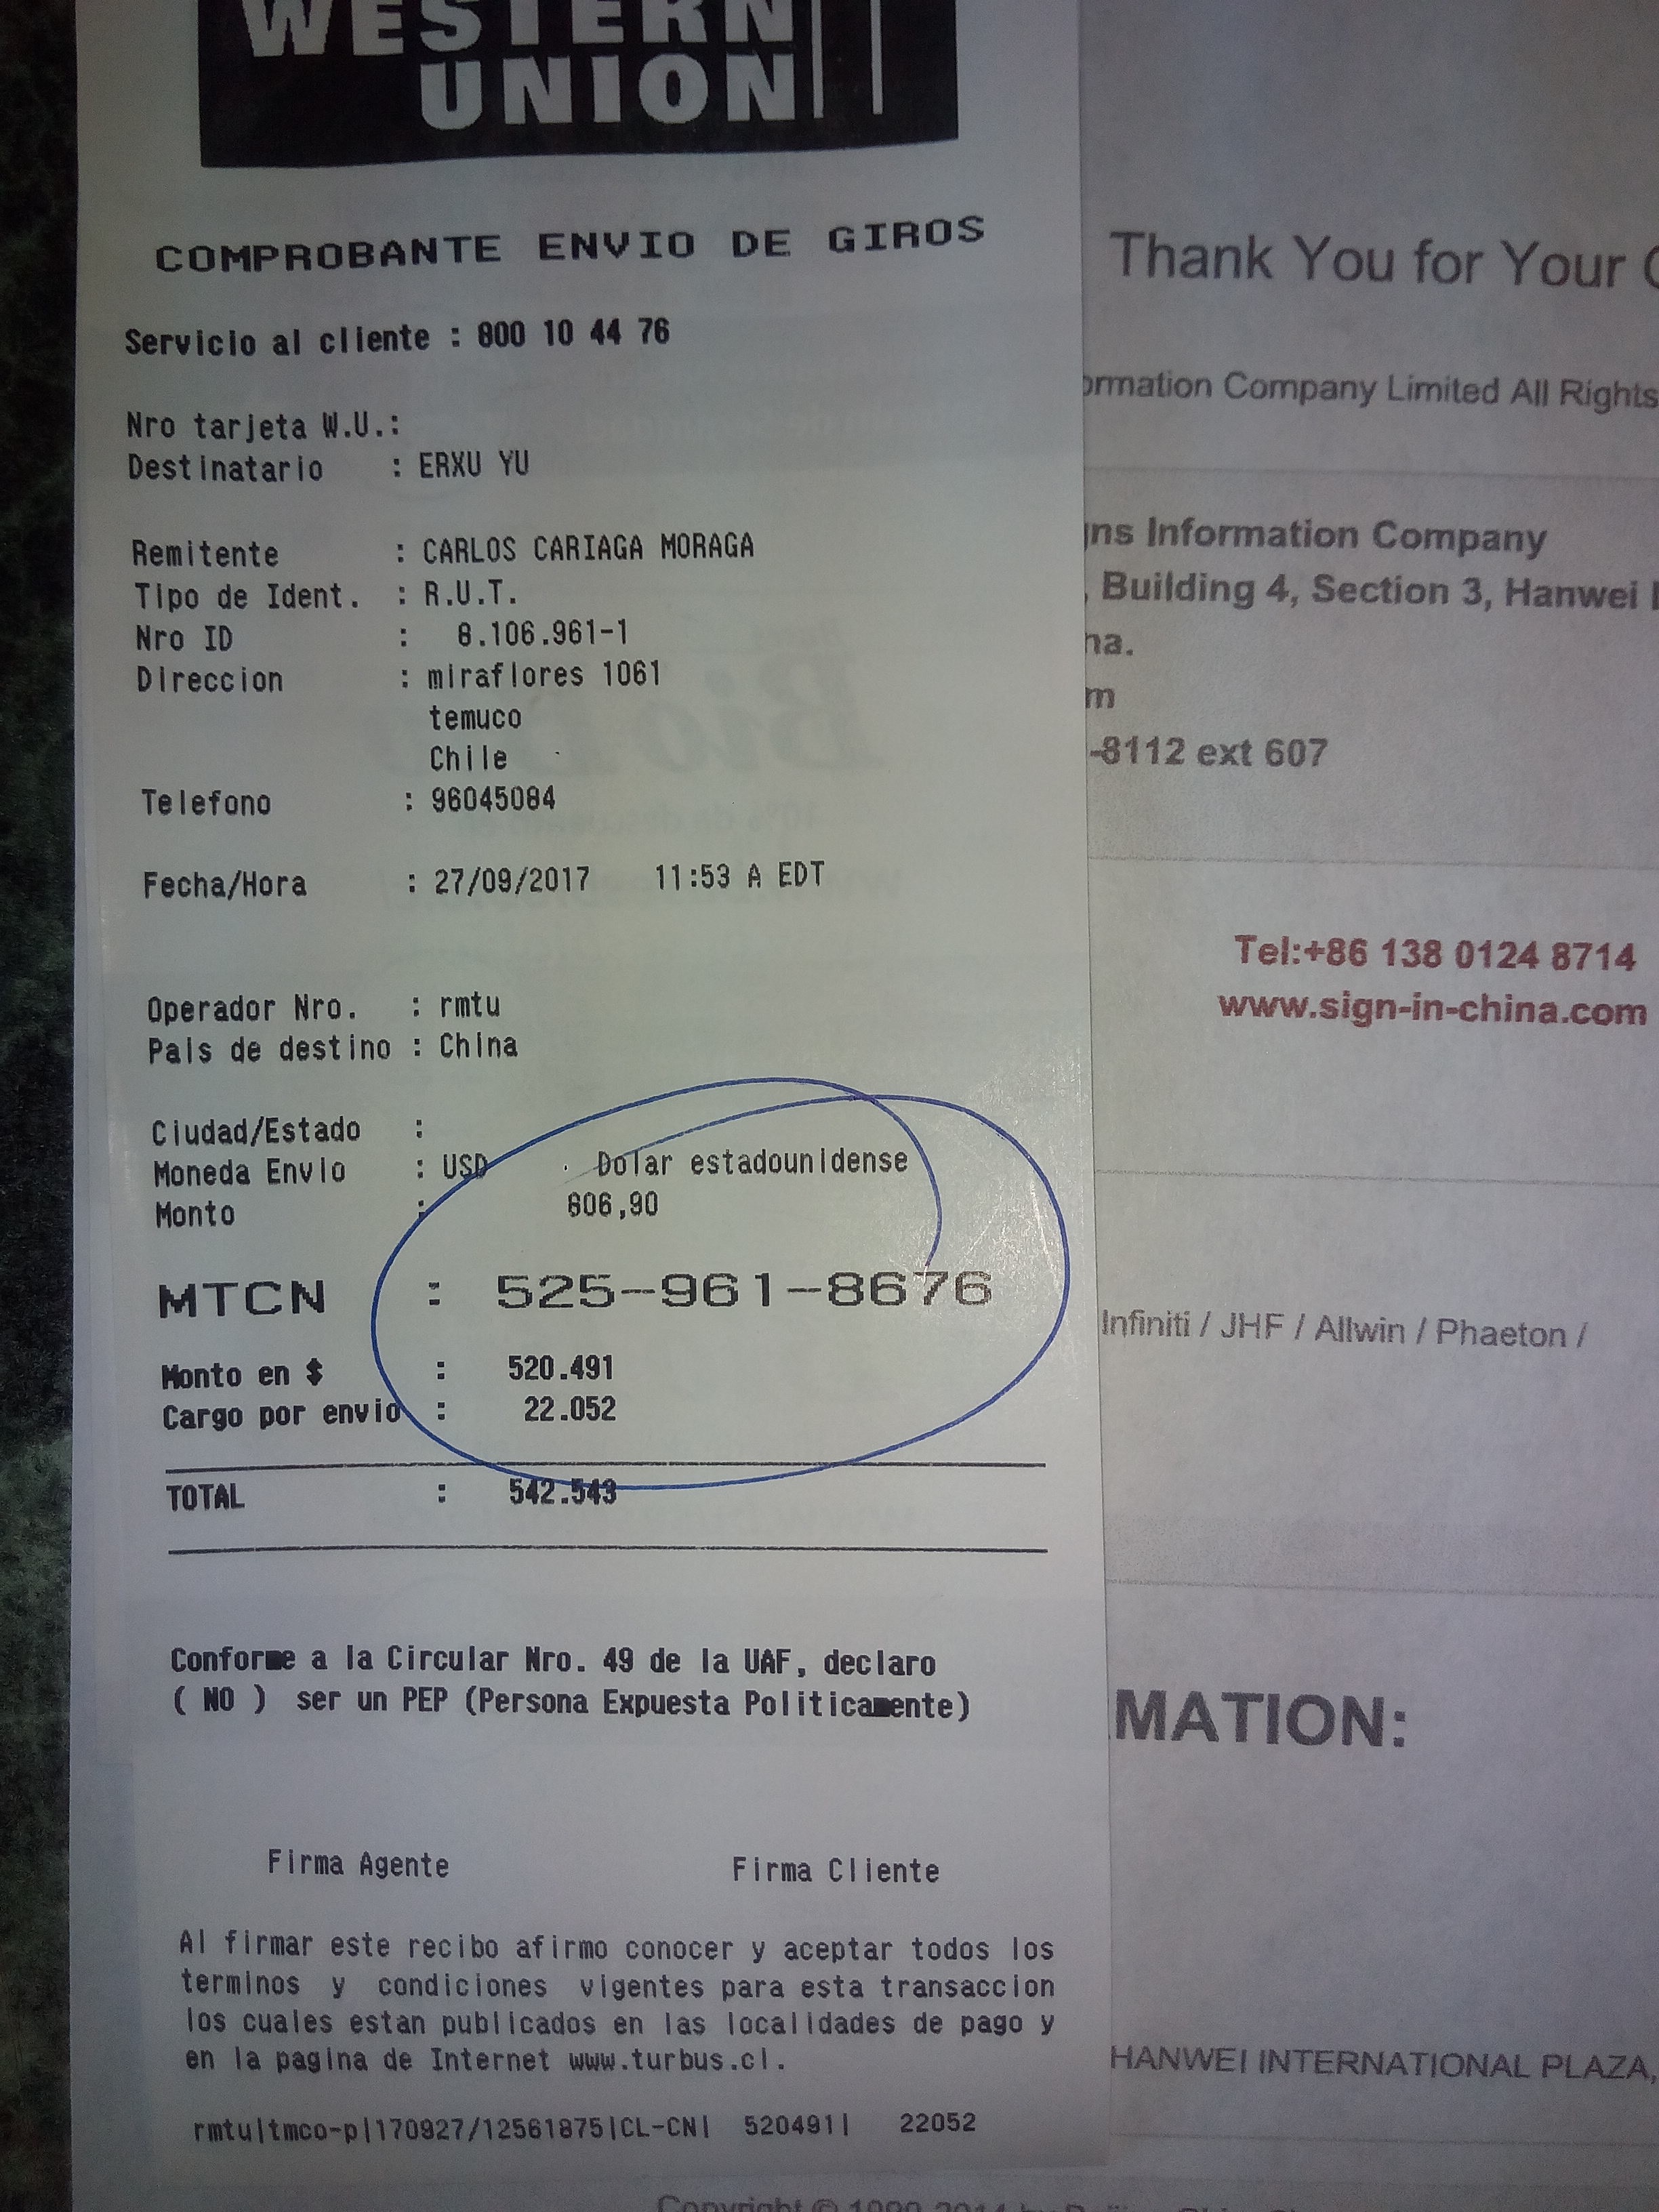 WESTERN
UNION
COMPROBANTE ENVIO DE GIROS
Servicio al cliente : 800 10 44 76
Nro tarjeta W.U.:
Destinatario : ERXU YU
Remitente : CARLOS CARIAGA MORAGA
Tipo de Ident. : R.U.T.
Nro ID : 8.106.961-1
Direccion : miraflores 1061
temuco
Chile
Telefono : 96045084
Fecha/Hora : 27/09/2017 11:53 A EDT
Operador Nro. : rmtu
Pais de destino : China
Ciudad/Estado :
Moneda Envio : USD Dolar estadounidense
Monto : 806,90
MTCN : 525-961-8676
Monto en $ : 520.491
Cargo por envio : 22.052
TOTAL : 542.543
Conforme a la Circular Nro. 49 de la UAF, declaro
( NO ) ser un PEP (Persona Expuesta Politicamente)
Firma Agente Firma Cliente
Al firmar este recibo afirmo conocer y aceptar todos los
terminos y condiciones vigentes para esta transaccion
los cuales estan publicados en las localidades de pago y
en la pagina de Internet www.turbus.cl.
rmtu|tmco-p|170927/12561875|CL-CN| 520491| 22052
Thank You for Your
ormation Company Limited All Rights
gns Information Company
, Building 4, Section 3, Hanwei
na.
m
-8112 ext 607
Tel:+86 138 0124 8714
www.sign-in-china.com
Infiniti / JHF / Allwin / Phaeton /
MATION:
HANWEI INTERNATIONAL PLAZA,